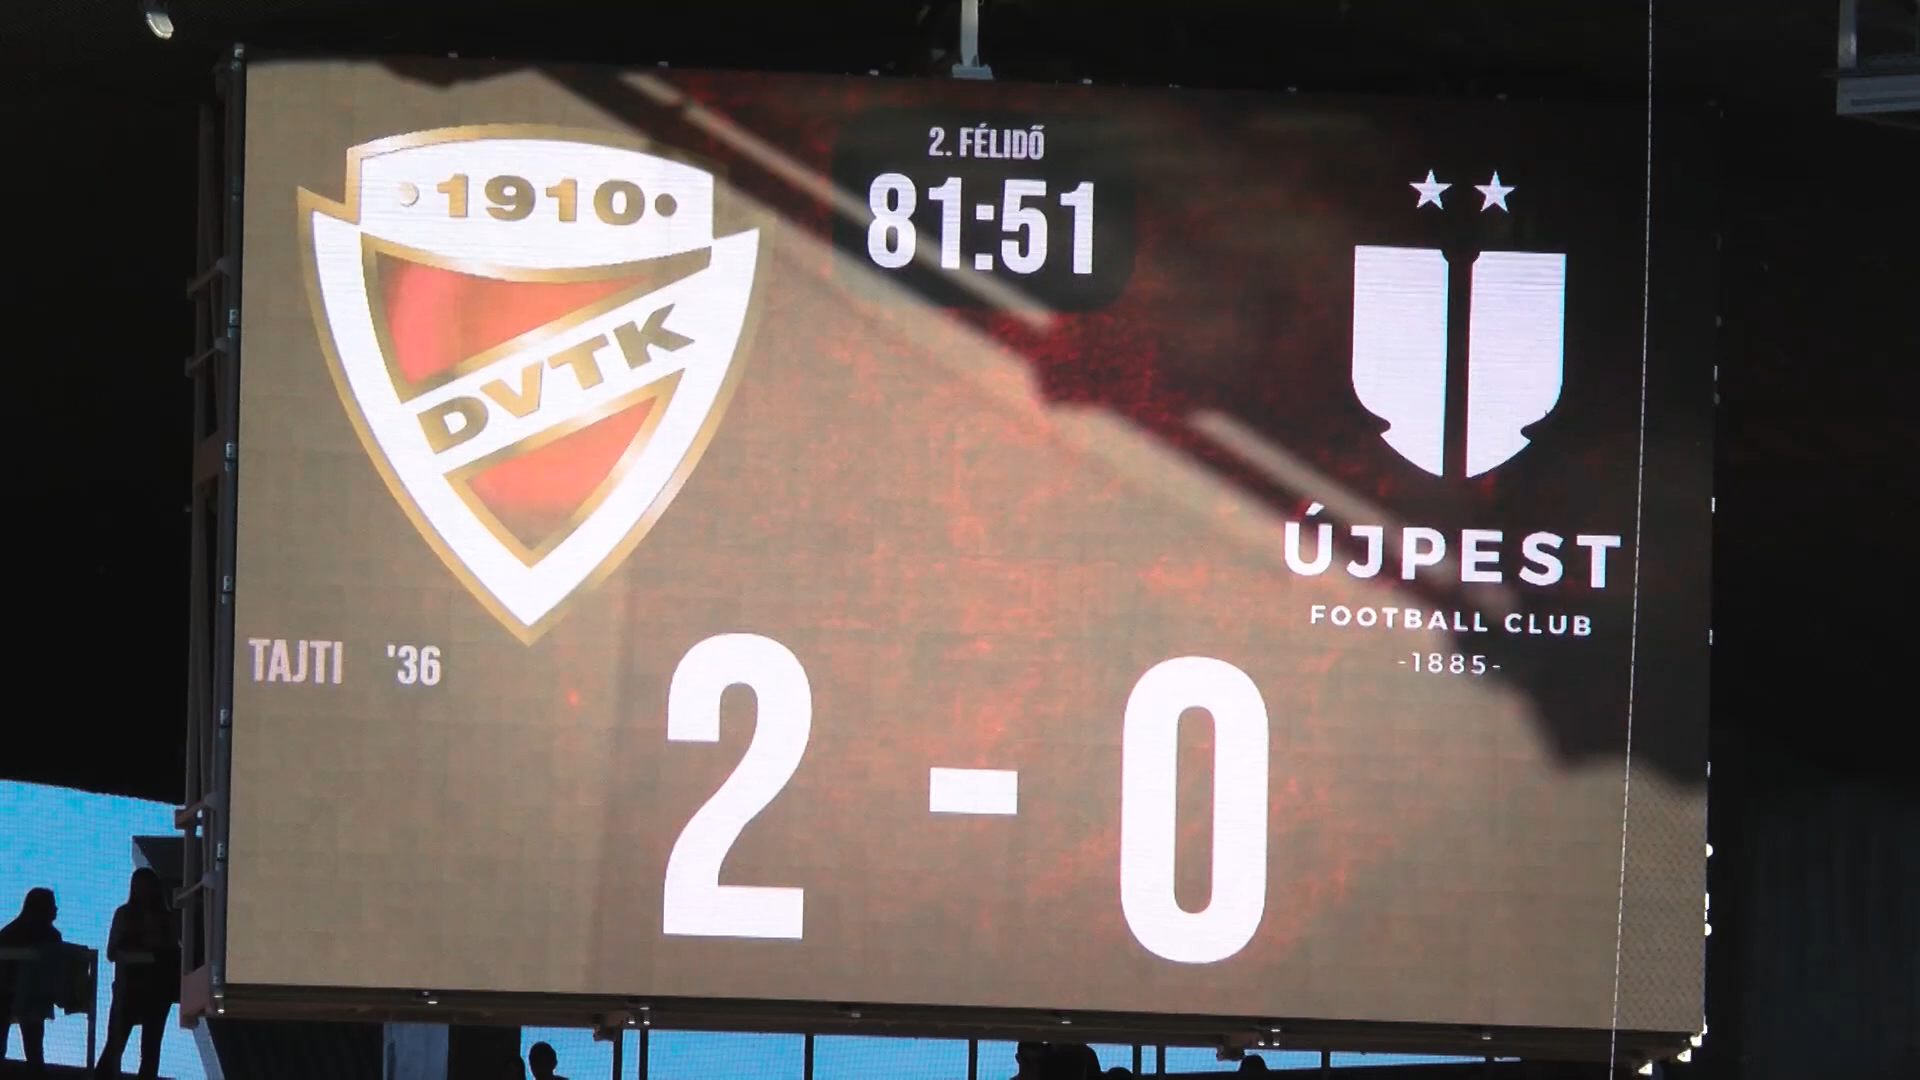 1910
DVTK
2. FÉLIDŐ
81:51
ÚJPEST
FOOTBALL CLUB
-1885-
TAJTI '36
2 - 0